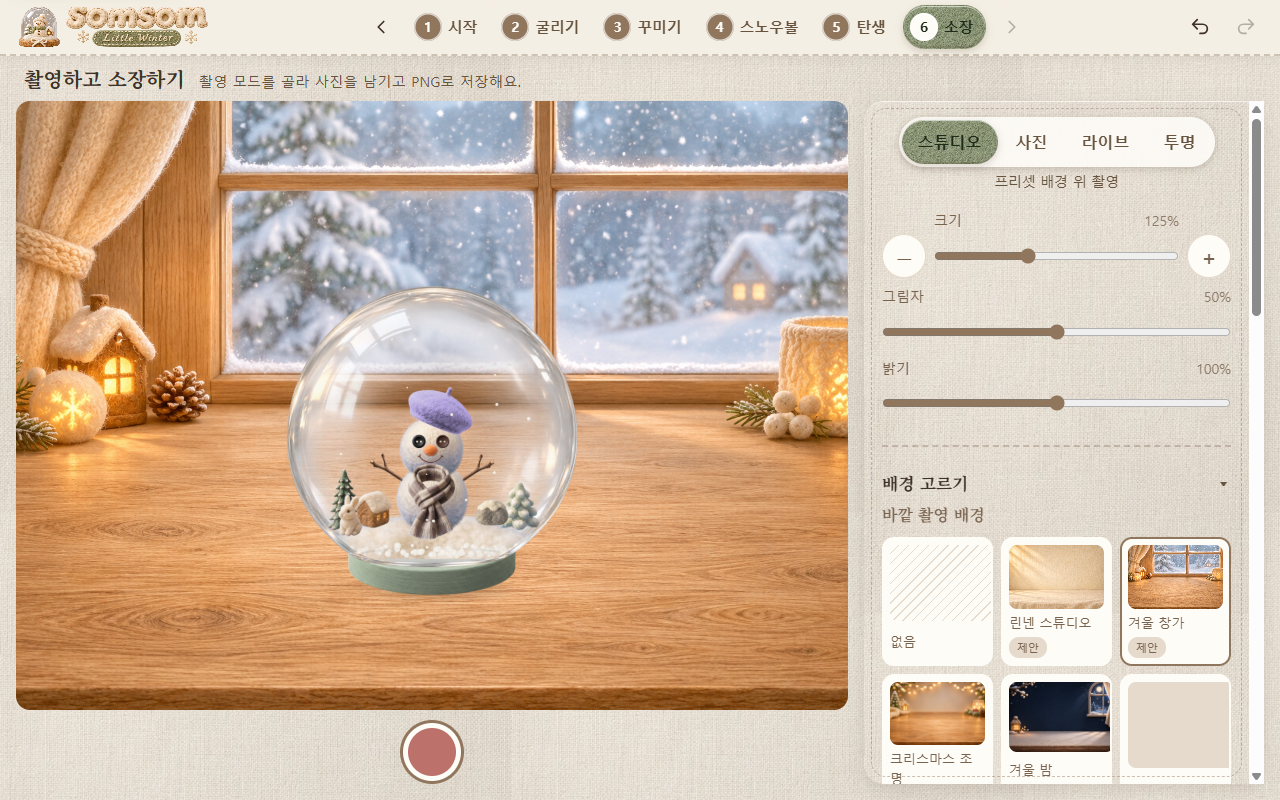 somsom
Little Winter
1 시작
2 굴리기
3 꾸미기
4 스노우볼
5 탄생
6 소장
촬영하고 소장하기 촬영 모드를 골라 사진을 남기고 PNG로 저장해요.
스튜디오 사진 라이브 투명
프리셋 배경 위 촬영
크기 125%
그림자 50%
밝기 100%
배경 고르기
바깥 촬영 배경
없음
린넨 스튜디오
제안
겨울 창가
제안
크리스마스 조
명
겨울 밤